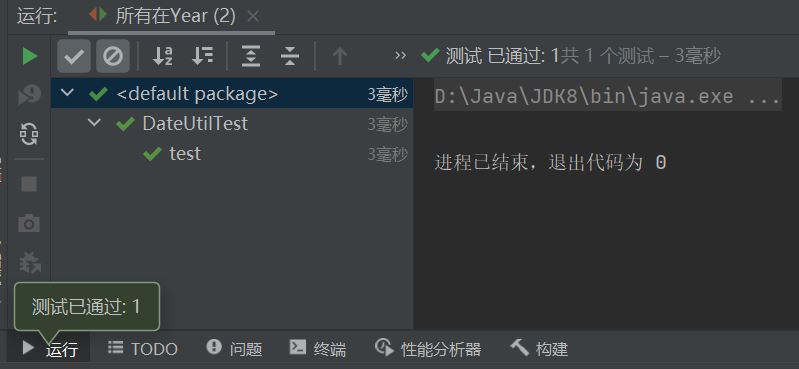 运行: 所有在Year (2)
测试 已通过: 1共 1 个测试 – 3毫秒
<default package> 3毫秒
DateUtilTest 3毫秒
test 3毫秒
D:\Java\JDK8\bin\java.exe ...
进程已结束，退出代码为 0
测试已通过: 1
运行 TODO 问题 终端 性能分析器 构建